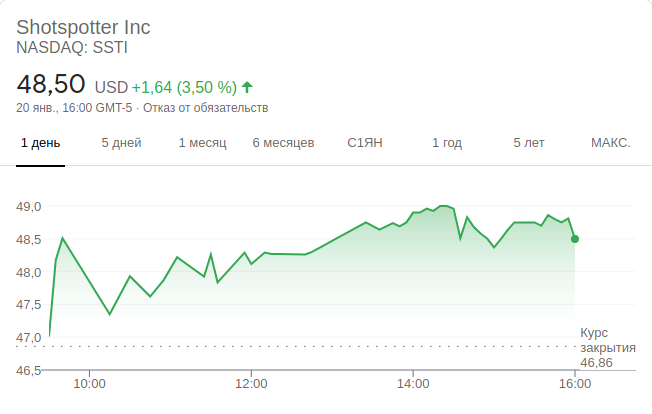 Shotspotter Inc
NASDAQ: SSTI
48,50 USD +1,64 (3,50 %)
20 янв., 16:00 GMT-5 · Отказ от обязательств
1 день 5 дней 1 месяц 6 месяцев С1ЯН 1 год 5 лет МАКС.
49,0
48,5
48,0
47,5
47,0
46,5
Курс
закрытия
46,86
10:00 12:00 14:00 16:00